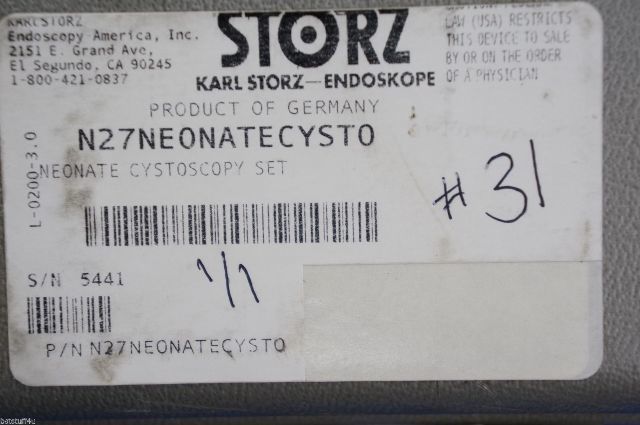 KARL STORZ
Endoscopy-America, Inc.
2151 E. Grand Ave,
El Segundo, CA 90245
1-800-421-0837
STORZ
KARL STORZ—ENDOSKOPE
LAW (USA) RESTRICTS
THIS DEVICE TO SALE
BY OR ON THE ORDER
OF A PHYSICIAN
PRODUCT OF GERMANY
N27NEONATECYSTO
NEONATE CYSTOSCOPY SET
L-0200-3.0
# 31
S/N 5441
1/1
P/N N27NEONATECYSTO
batstuff4u